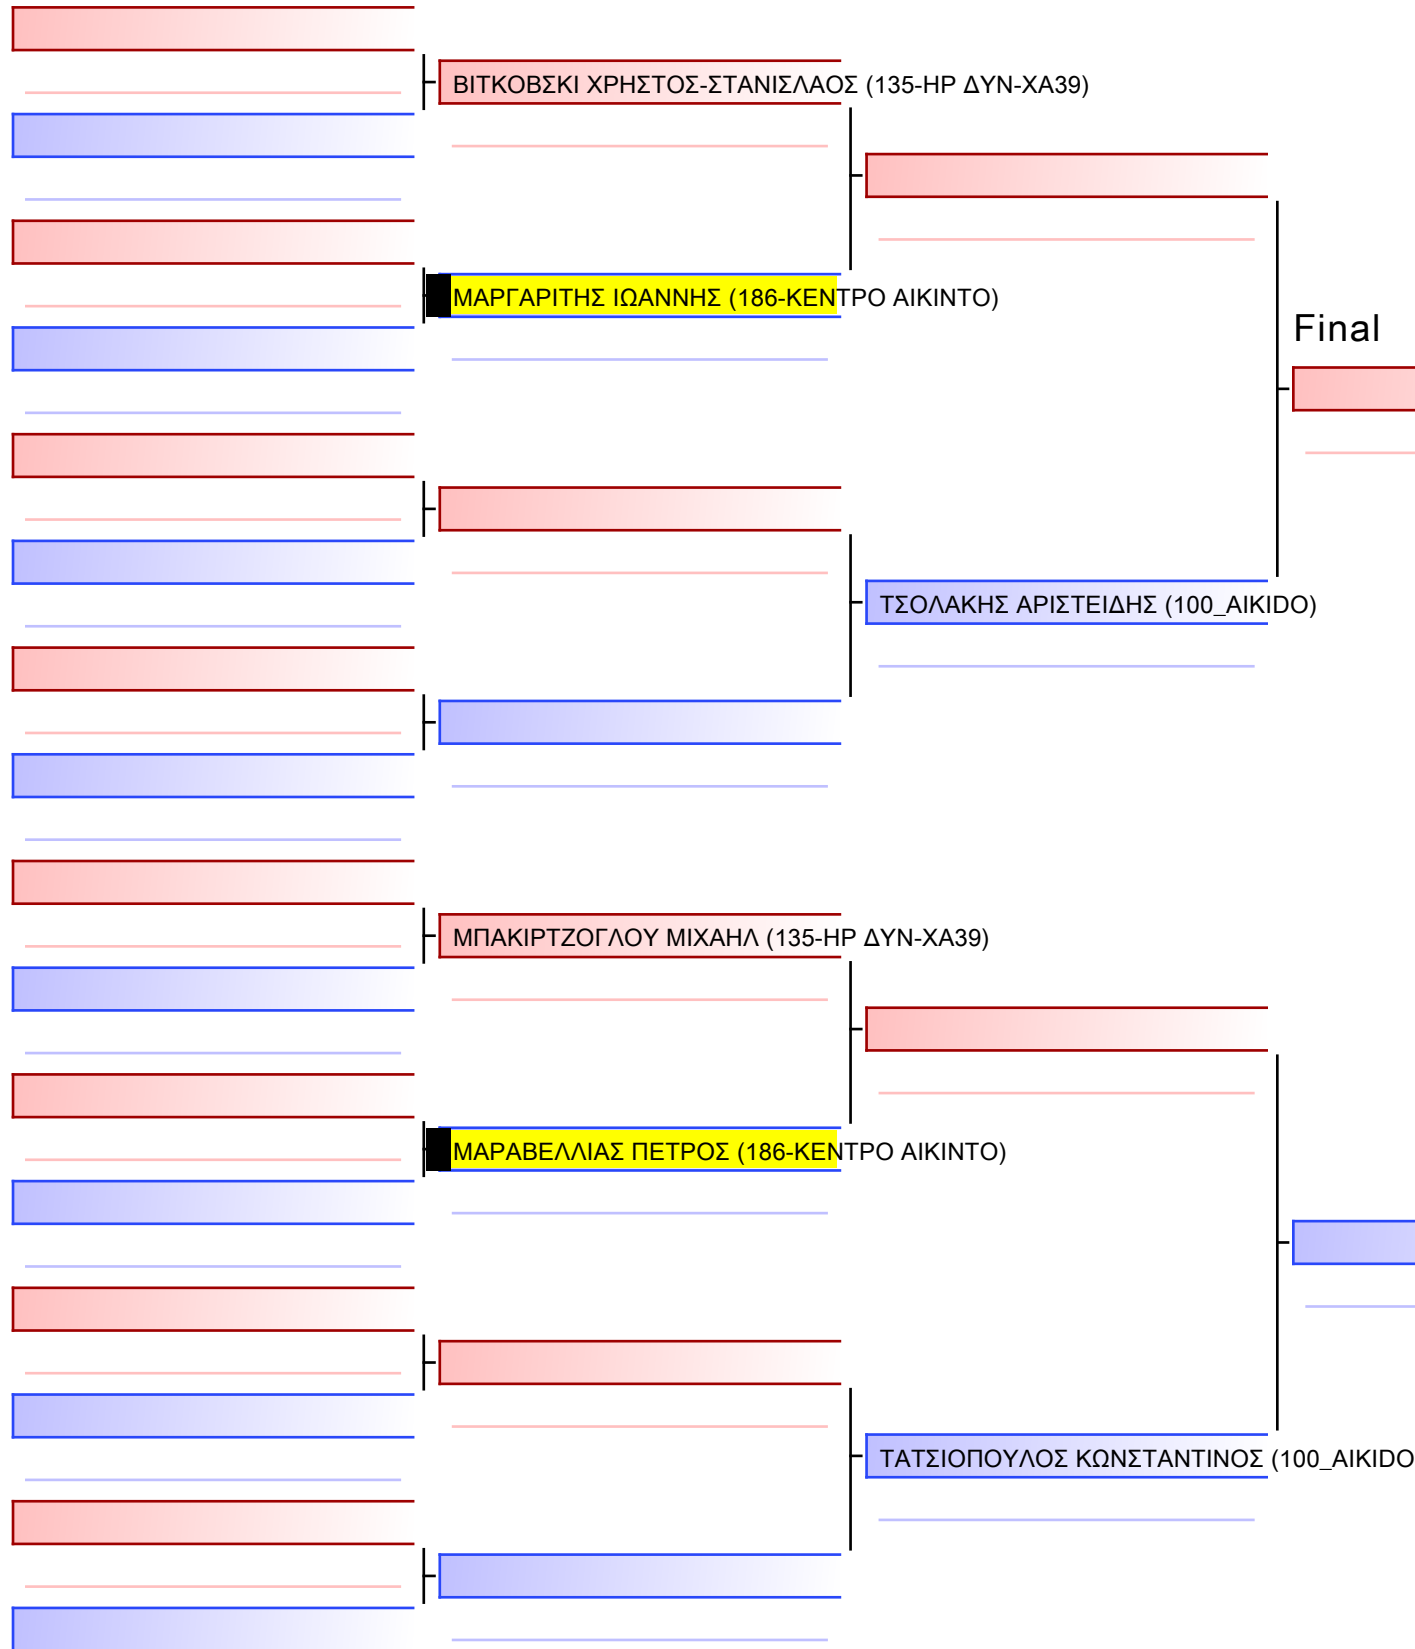 ΒΙΤΚΟΒΣΚΙ ΧΡΗΣΤΟΣ-ΣΤΑΝΙΣΛΑΟΣ (135-ΗΡ ΔΥΝ-ΧΑ39)
ΜΑΡΓΑΡΙΤΗΣ ΙΩΑΝΝΗΣ (186-ΚΕΝΤΡΟ ΑΙΚΙΝΤΟ)
Final
ΤΣΟΛΑΚΗΣ ΑΡΙΣΤΕΙΔΗΣ (100_AIKIDO)
ΜΠΑΚΙΡΤΖΟΓΛΟΥ ΜΙΧΑΗΛ (135-ΗΡ ΔΥΝ-ΧΑ39)
ΜΑΡΑΒΕΛΛΙΑΣ ΠΕΤΡΟΣ (186-ΚΕΝΤΡΟ ΑΙΚΙΝΤΟ)
ΤΑΤΣΙΟΠΟΥΛΟΣ ΚΩΝΣΤΑΝΤΙΝΟΣ (100_AIKIDO